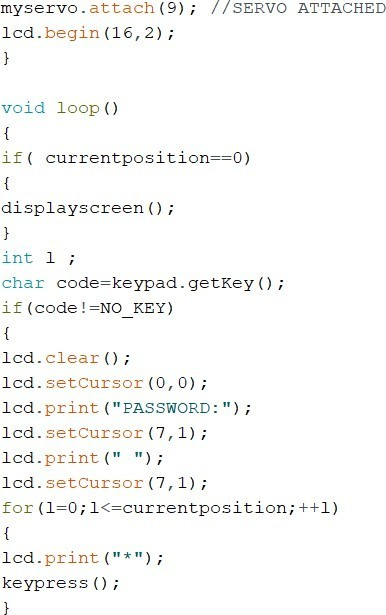 myservo.attach(9); //SERVO ATTACHED
lcd.begin(16,2);
}
void loop()
{
if( currentposition==0)
{
displayscreen();
}
int l ;
char code=keypad.getKey();
if(code!=NO_KEY)
{
lcd.clear();
lcd.setCursor(0,0);
lcd.print("PASSWORD:");
lcd.setCursor(7,1);
lcd.print(" ");
lcd.setCursor(7,1);
for(l=0;l<=currentposition;++l)
{
lcd.print("*");
keypress();
}